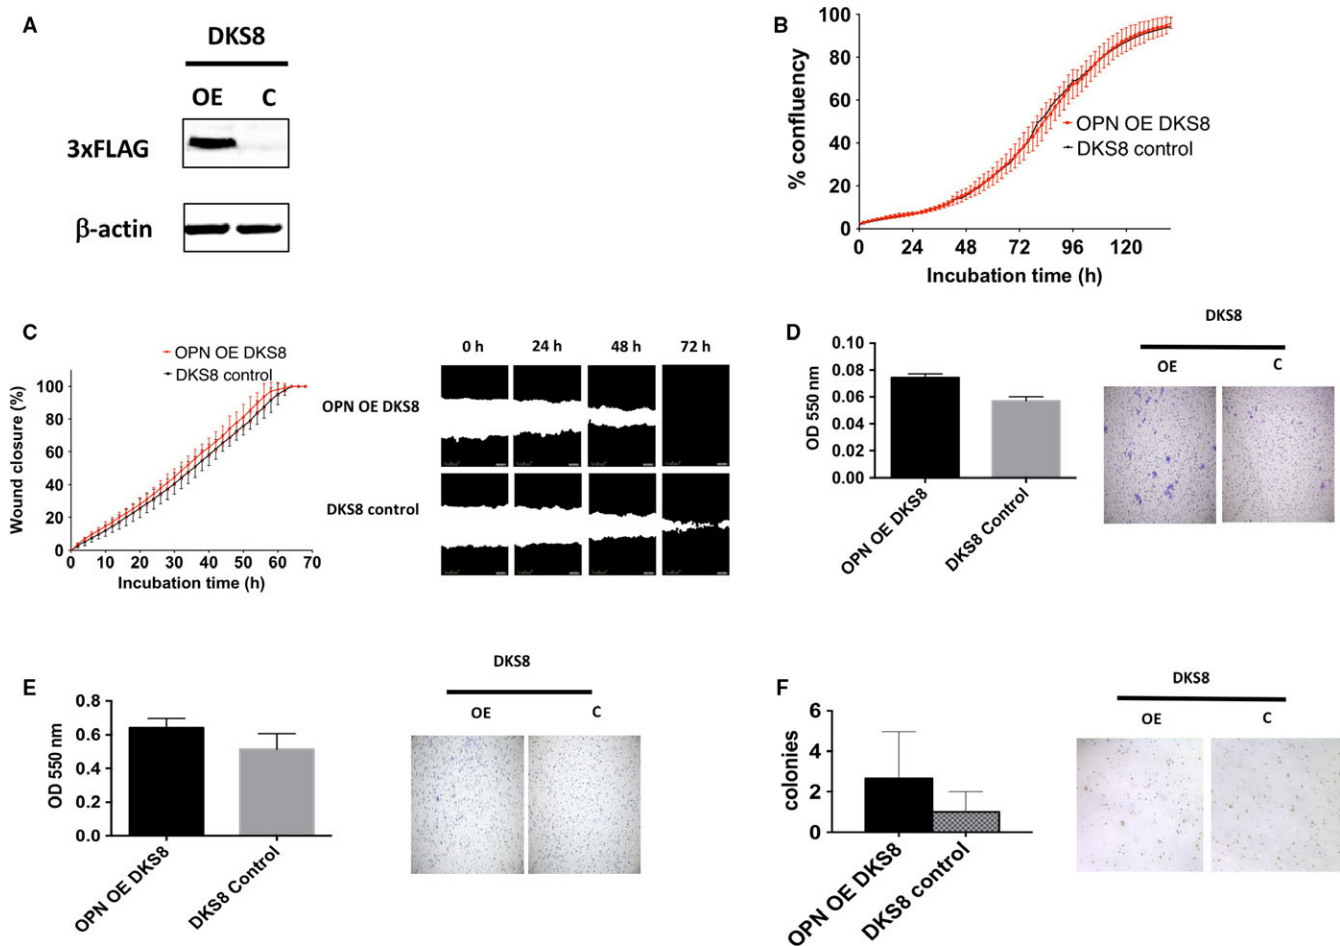 A
DKS8
OE C
3xFLAG
β-actin
B
% confluency
100
80
60
40
20
0
0 24 48 72 96 120
Incubation time (h)
OPN OE DKS8
DKS8 control
C
OPN OE DKS8
DKS8 control
Wound closure (%)
100
80
60
40
20
0
0 10 20 30 40 50 60 70
Incubation time (h)
0 h 24 h 48 h 72 h
OPN OE DKS8
DKS8 control
D
OD 550 nm
0.10
0.08
0.06
0.04
0.02
0.00
OPN OE DKS8
DKS8 Control
DKS8
OE C
E
OD 550 nm
0.8
0.6
0.4
0.2
0.0
OPN OE DKS8
DKS8 Control
DKS8
OE C
F
colonies
6
4
2
0
OPN OE DKS8
DKS8 control
DKS8
OE C